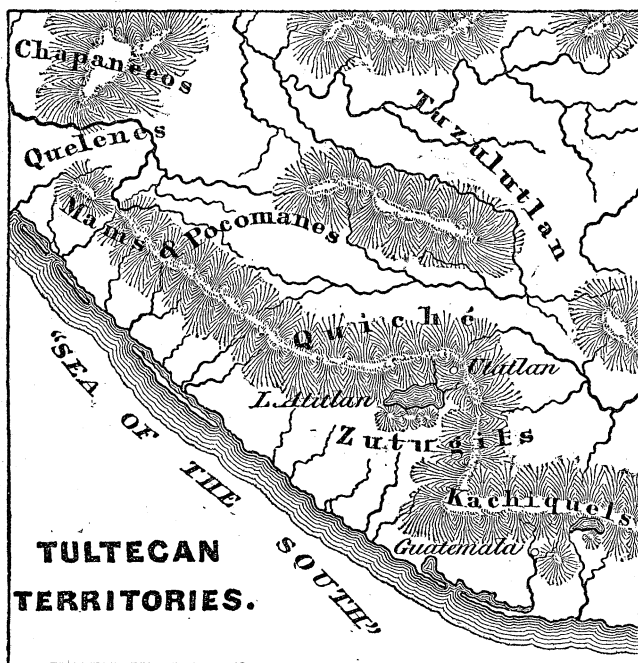 Chapanecos
Quelenes
Tuzulutlan
Mams & Pocomanes
Quiché
Utatlan
L. Atitlan
Zutugils
Kachiquels
Guatemala
"SEA OF THE SOUTH"
TULTECAN
TERRITORIES.